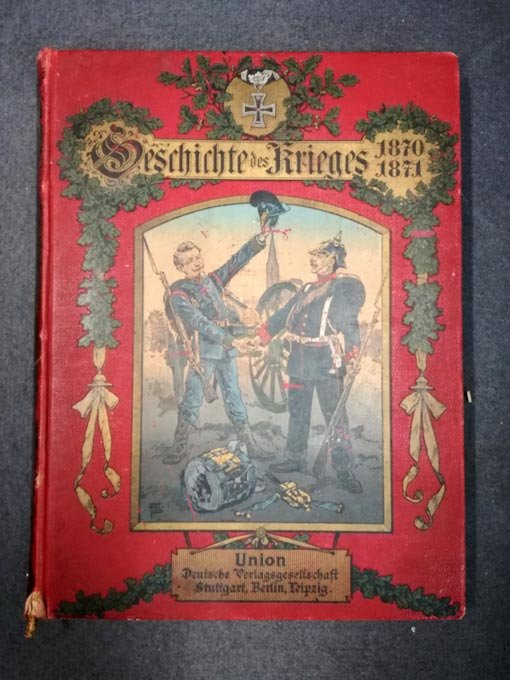 Geschichte des Krieges 1870
1871
Union
Deutsche Verlagsgesellschaft
Stuttgart, Berlin, Leipzig.